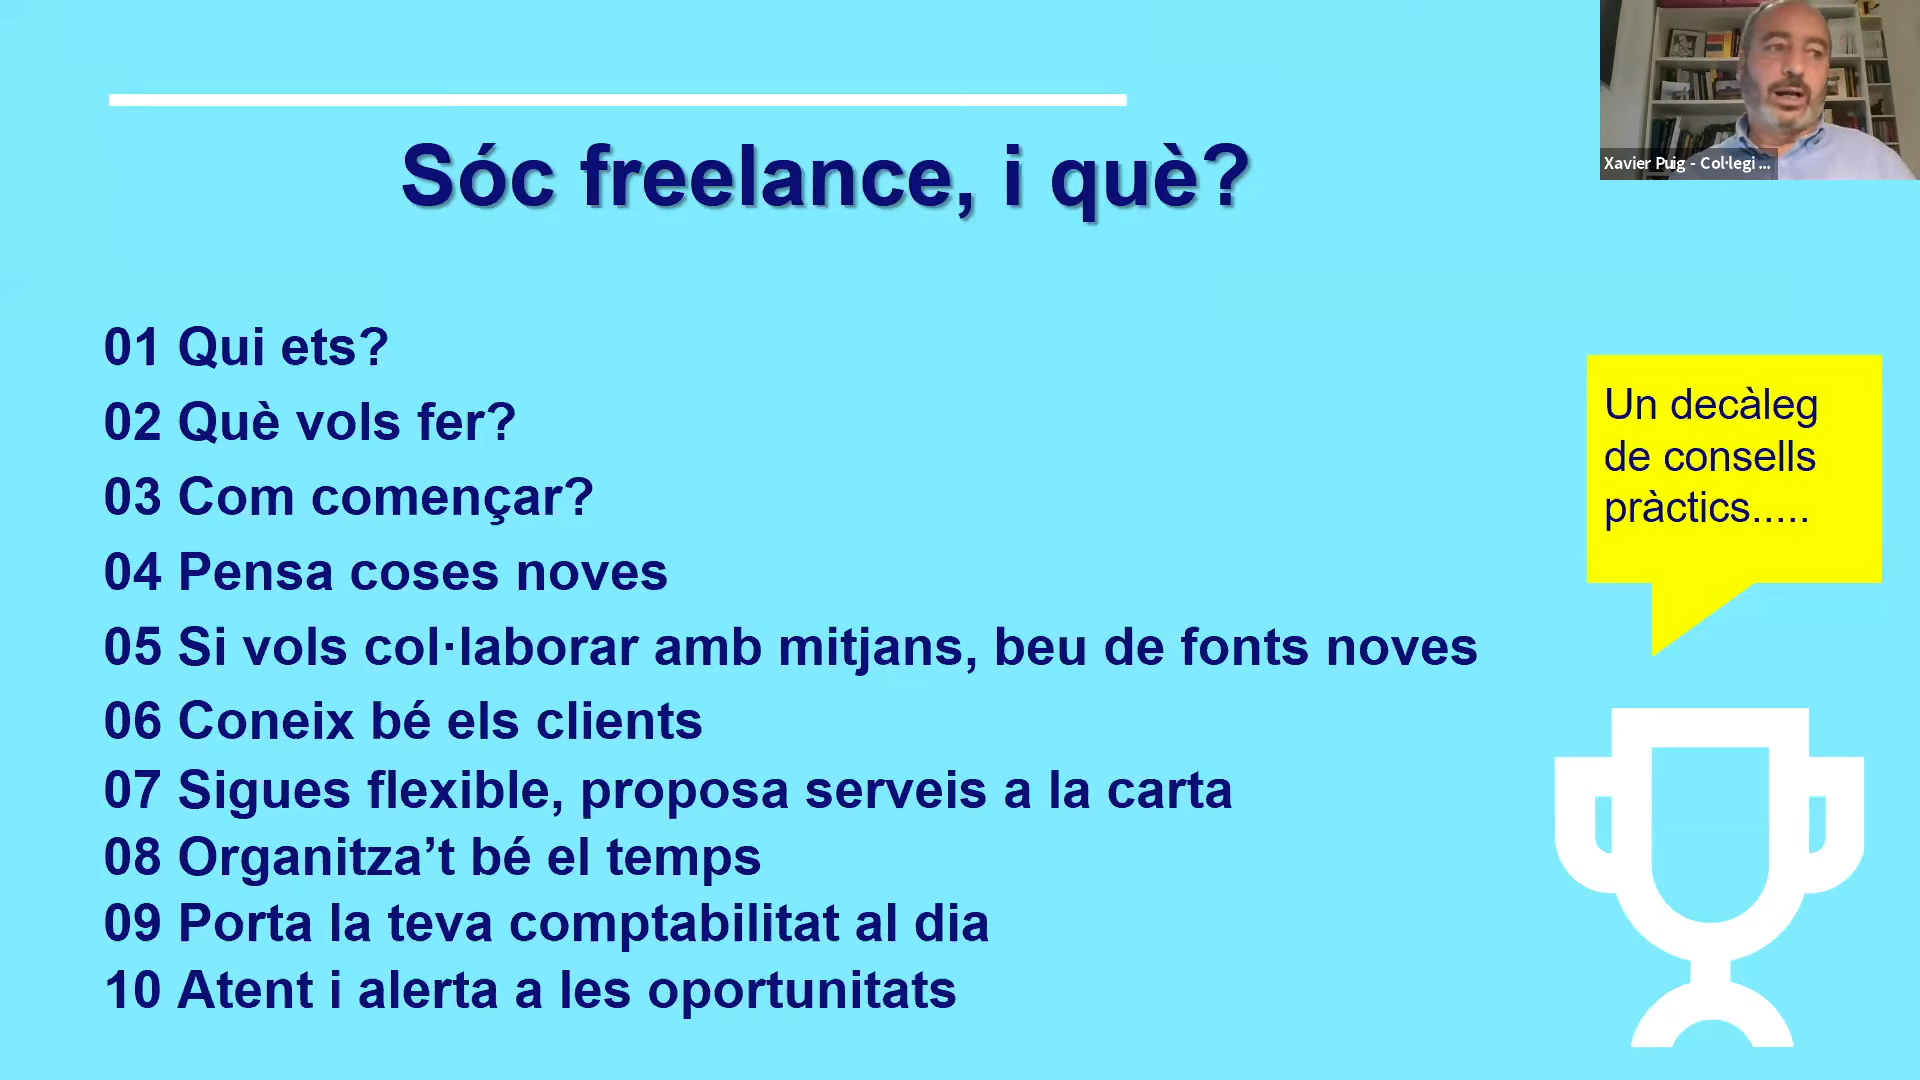 Sóc freelance, i què?
01 Qui ets?
02 Què vols fer?
03 Com començar?
04 Pensa coses noves
05 Si vols col·laborar amb mitjans, beu de fonts noves
06 Coneix bé els clients
07 Sigues flexible, proposa serveis a la carta
08 Organitza’t bé el temps
09 Porta la teva comptabilitat al dia
10 Atent i alerta a les oportunitats
Un decàleg
de consells
pràctics.....
Xavier Puig - Col·legi ...